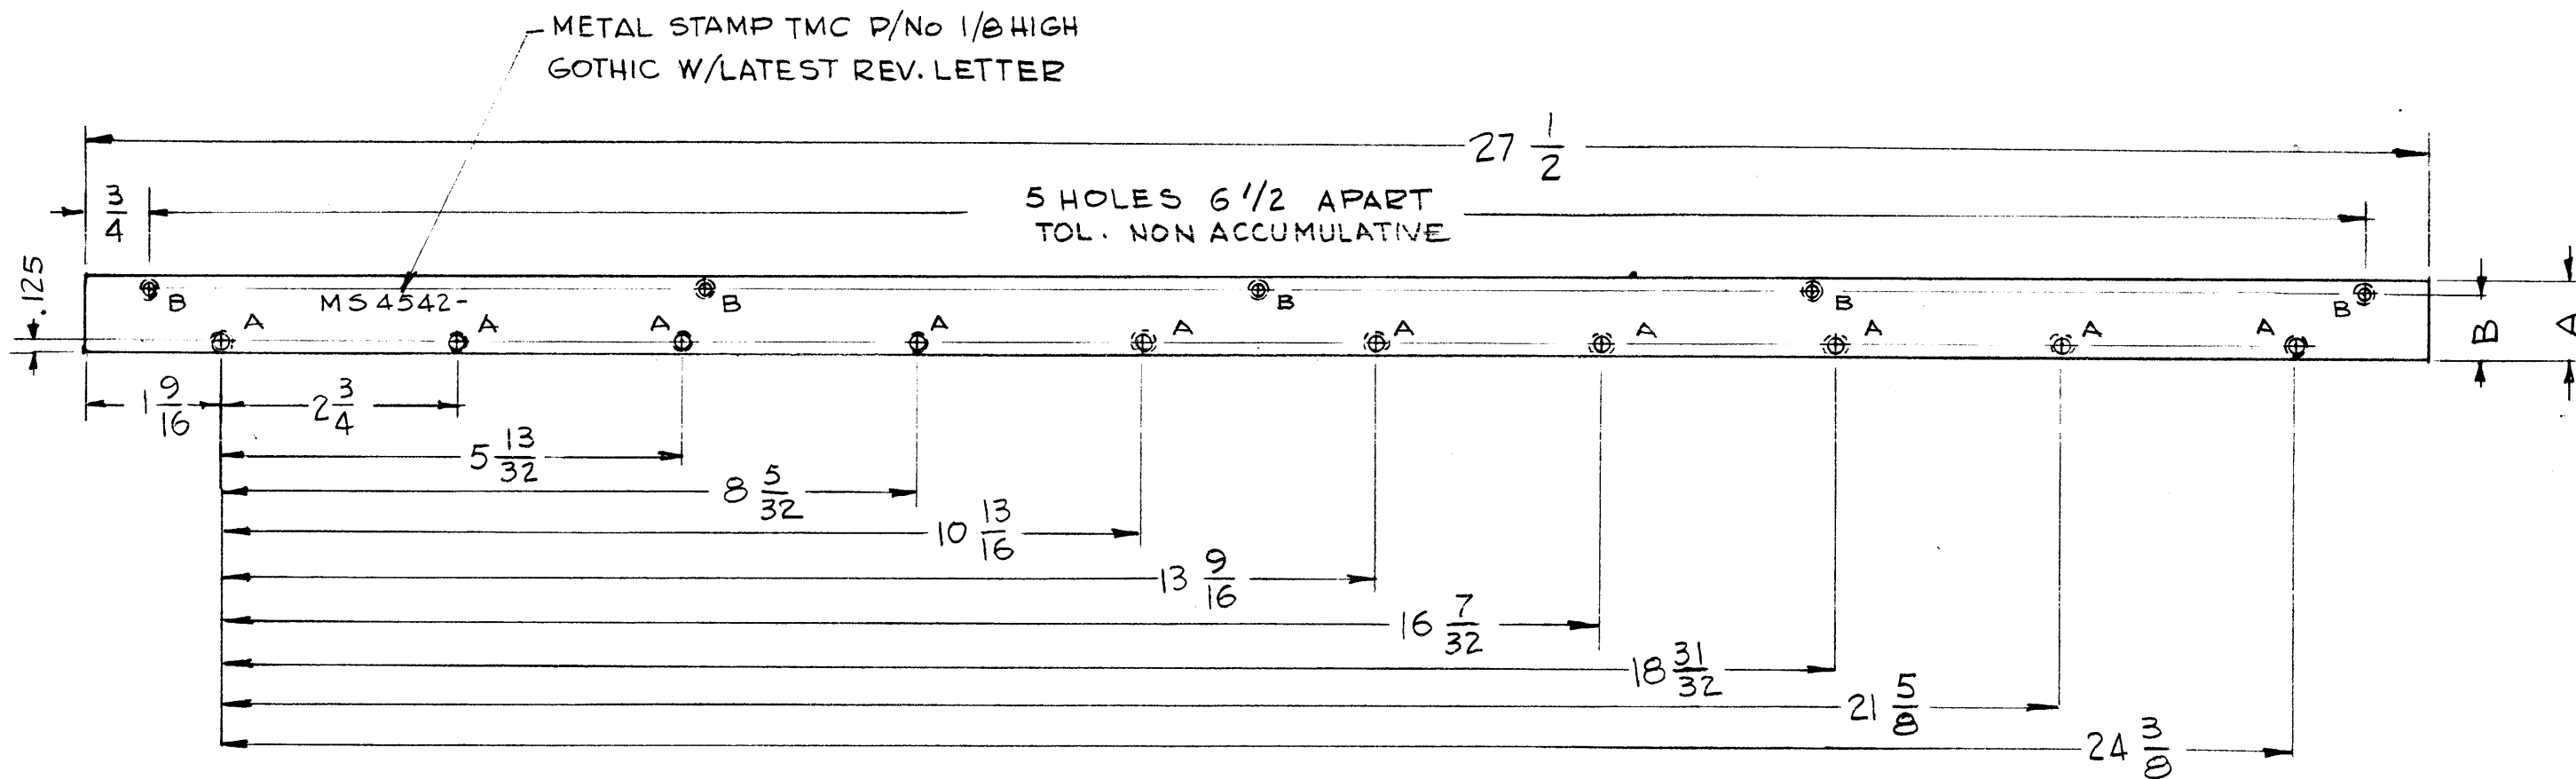 METAL STAMP TMC P/No 1/8 HIGH
GOTHIC W/LATEST REV. LETTER
27 1/2
3/4
5 HOLES 6 1/2 APART
TOL. NON ACCUMULATIVE
.125
B
MS 4542-
B
B
B
B
A
A
A
A
A
A
A
A
A
A
B
A
1 9/16
2 3/4
5 13/32
8 5/32
10 13/16
13 9/16
16 7/32
18 31/32
21 5/8
24 3/8